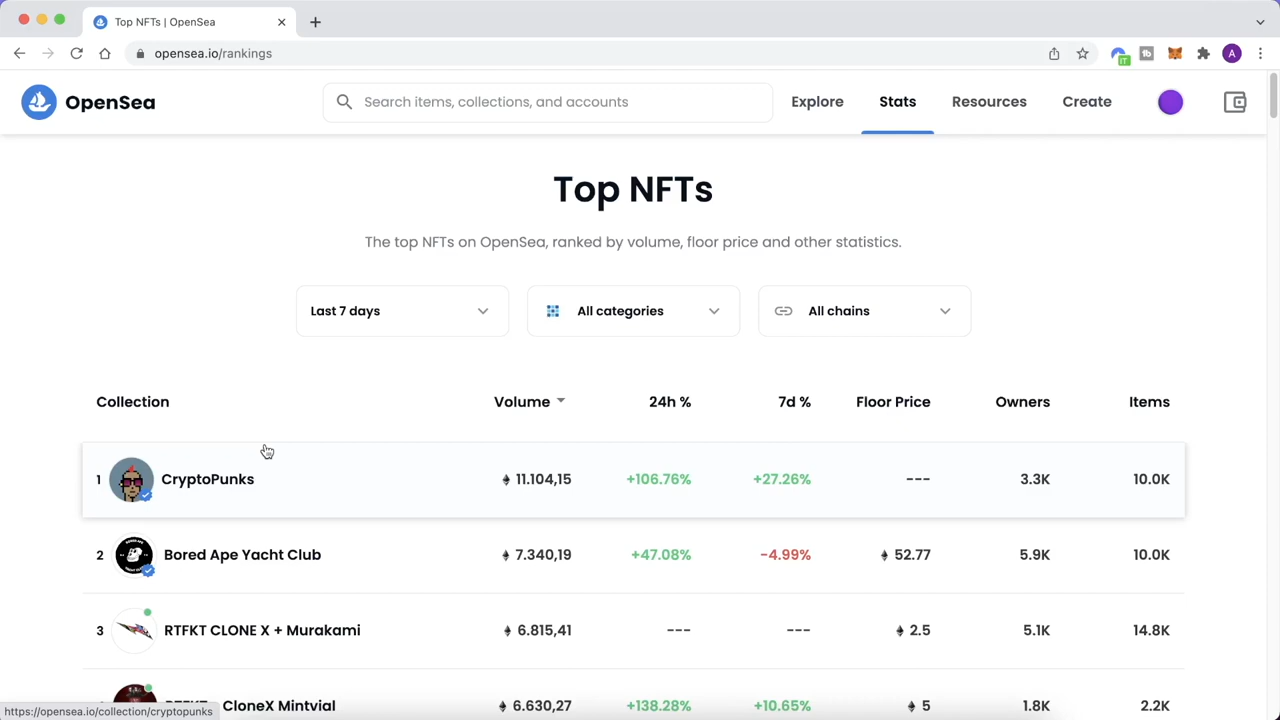 Top NFTs | OpenSea
opensea.io/rankings
A
OpenSea
Search items, collections, and accounts
Explore
Stats
Resources
Create
Top NFTs
The top NFTs on OpenSea, ranked by volume, floor price and other statistics.
Last 7 days
All categories
All chains
Collection Volume 24h % 7d % Floor Price Owners Items
1 CryptoPunks 11.104,15 +106.76% +27.26% --- 3.3K 10.0K
2 Bored Ape Yacht Club 7.340,19 +47.08% -4.99% 52.77 5.9K 10.0K
3 RTFKT CLONE X + Murakami 6.815,41 --- --- 2.5 5.1K 14.8K
CloneX Mintvial 6.630,27 +138.28% +10.65% 5 1.8K 2.2K
https://opensea.io/collection/cryptopunks